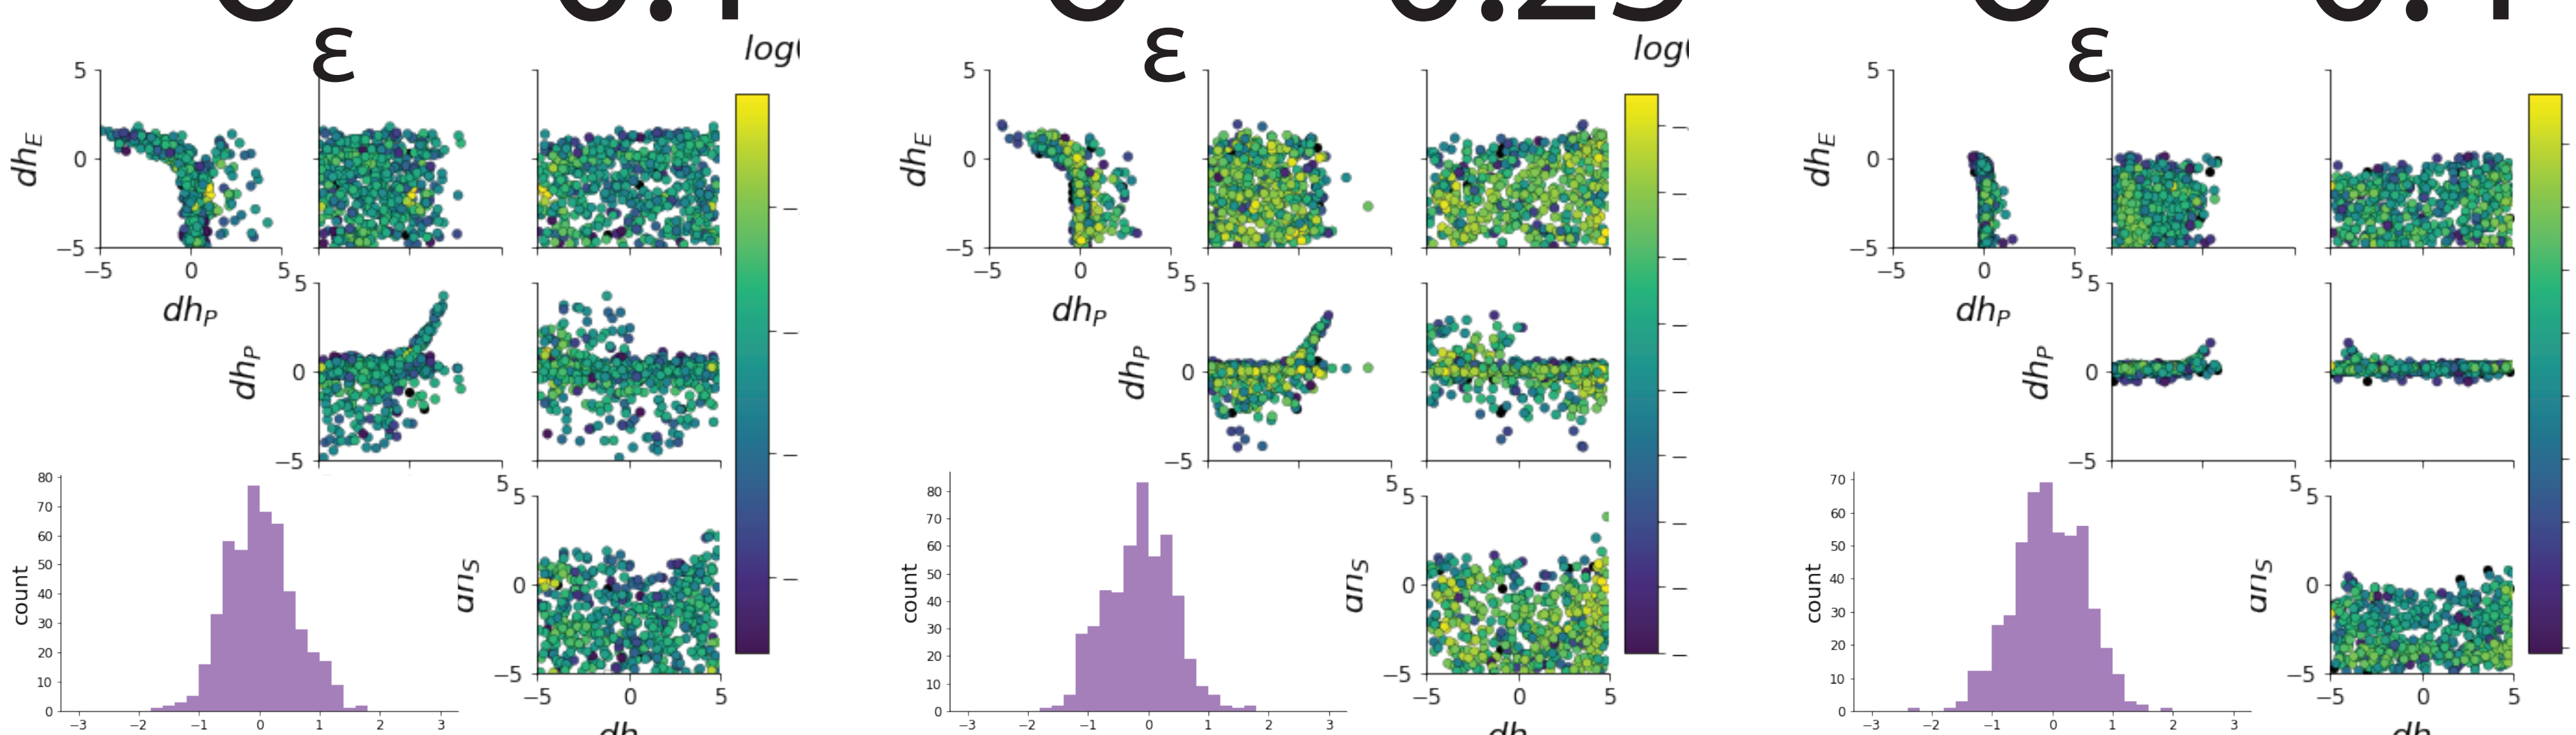 ε ε ε
log log
5 5 5
dh_E 0 dh_E 0 dh_E 0
−5 −5 −5
−5 0 5 −5 0 5 −5 0 5
dh_P 5 dh_P 5 dh_P 5
dh_P 0 dh_P 0 dh_P 0
−5 −5 −5
80 5 5 80 5 5 70 5 5
70 70 60
60 60 50
50 50 40
count 40 count 40 count 30
30 30 20
20 20 10
10 10 0
0 0
0 −5 0 −5 0 −5
−5 0 5 −5 0 5 −5 0 5
−3 −2 −1 0 1 2 3 −3 −2 −1 0 1 2 3 −3 −2 −1 0 1 2 3
dh dh dh